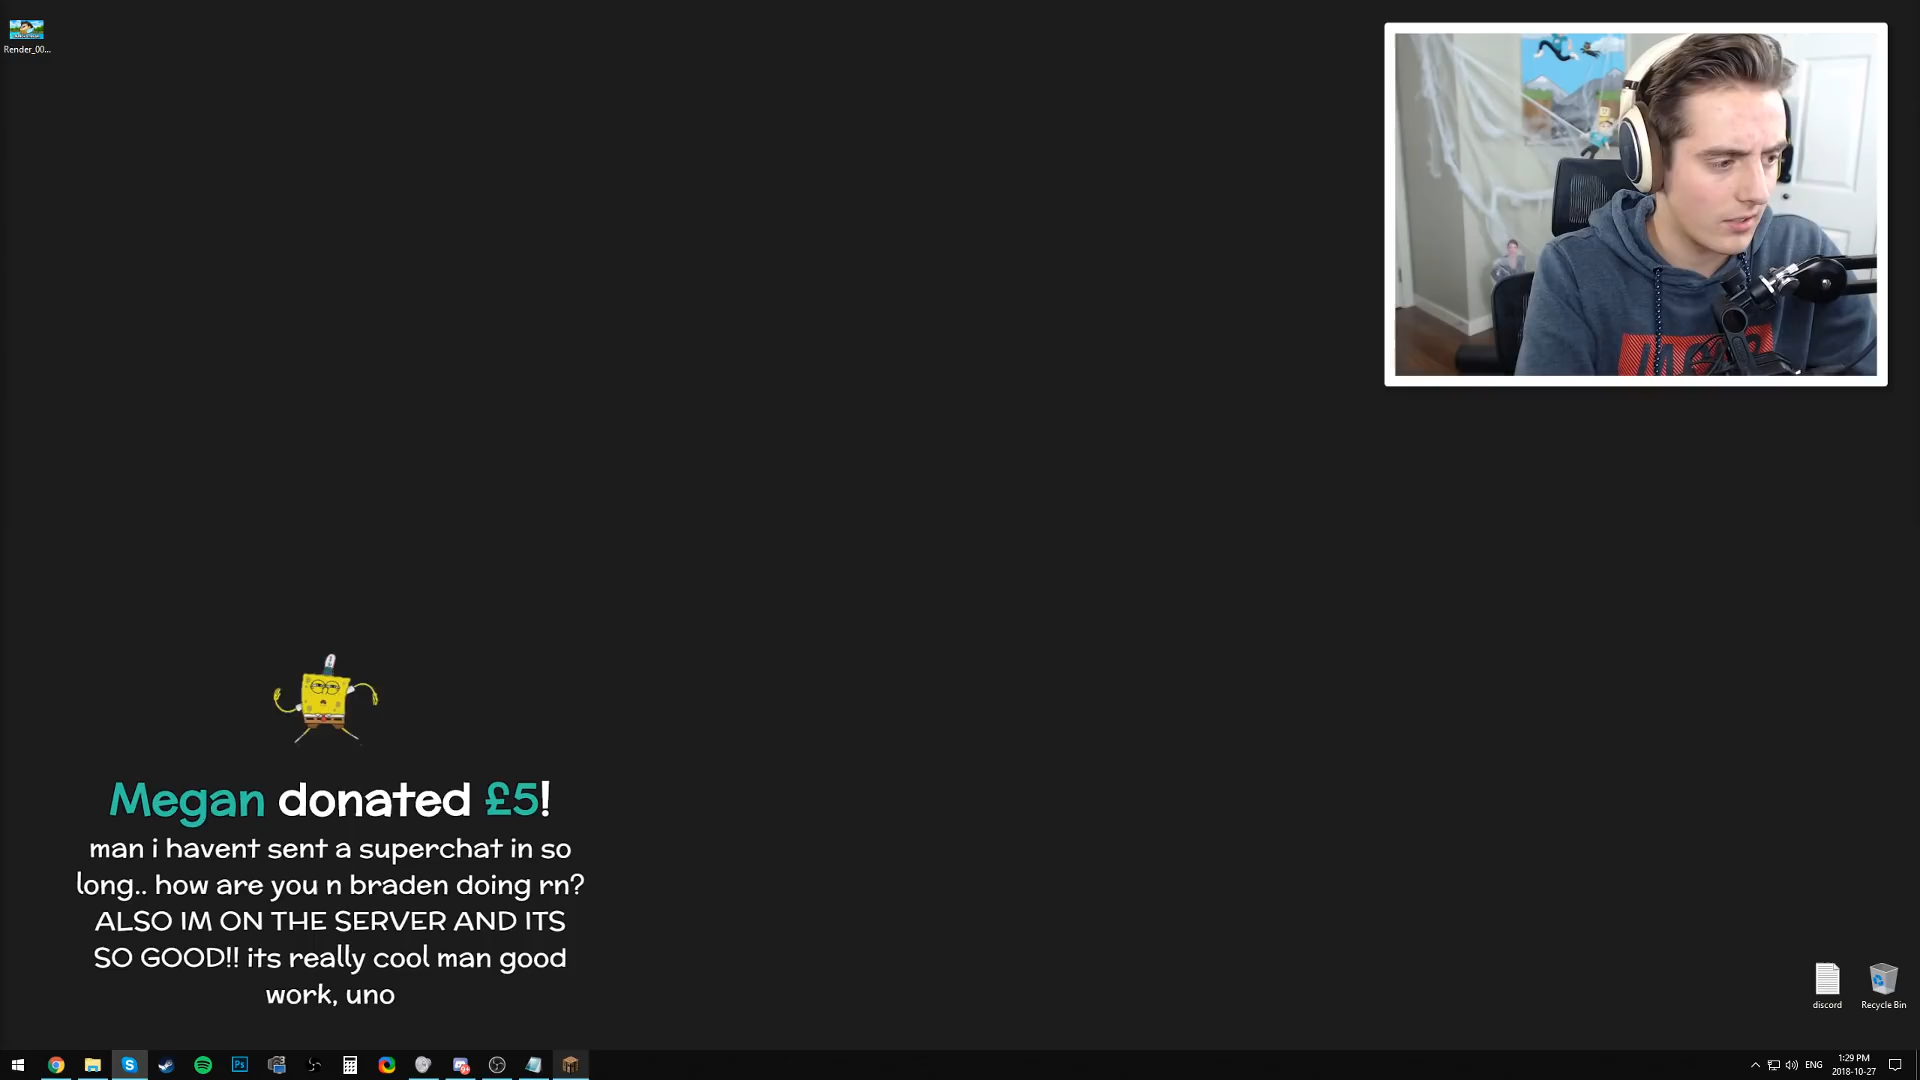 Render_00...
Megan donated £5!
man i havent sent a superchat in so
long.. how are you n braden doing rn?
ALSO IM ON THE SERVER AND ITS
SO GOOD!! its really cool man good
work, uno
discord
Recycle Bin
Ps
ENG
1:29 PM
2018-10-27